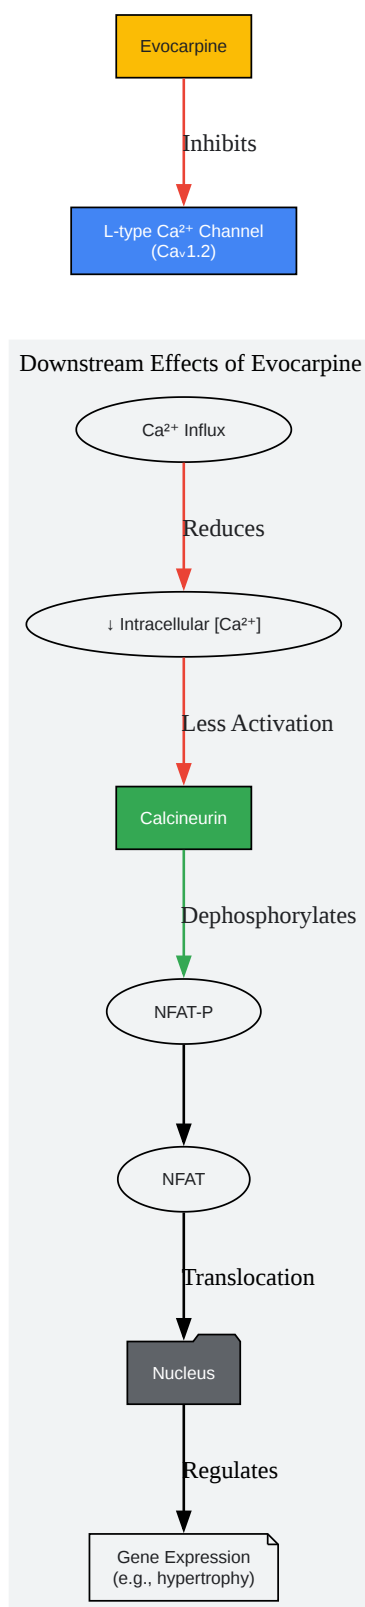 Evocarpine
Inhibits
L-type Ca²⁺ Channel
(Caᵥ1.2)
Downstream Effects of Evocarpine
Ca²⁺ Influx
Reduces
↓ Intracellular [Ca²⁺]
Less Activation
Calcineurin
Dephosphorylates
NFAT-P
NFAT
Translocation
Nucleus
Regulates
Gene Expression
(e.g., hypertrophy)